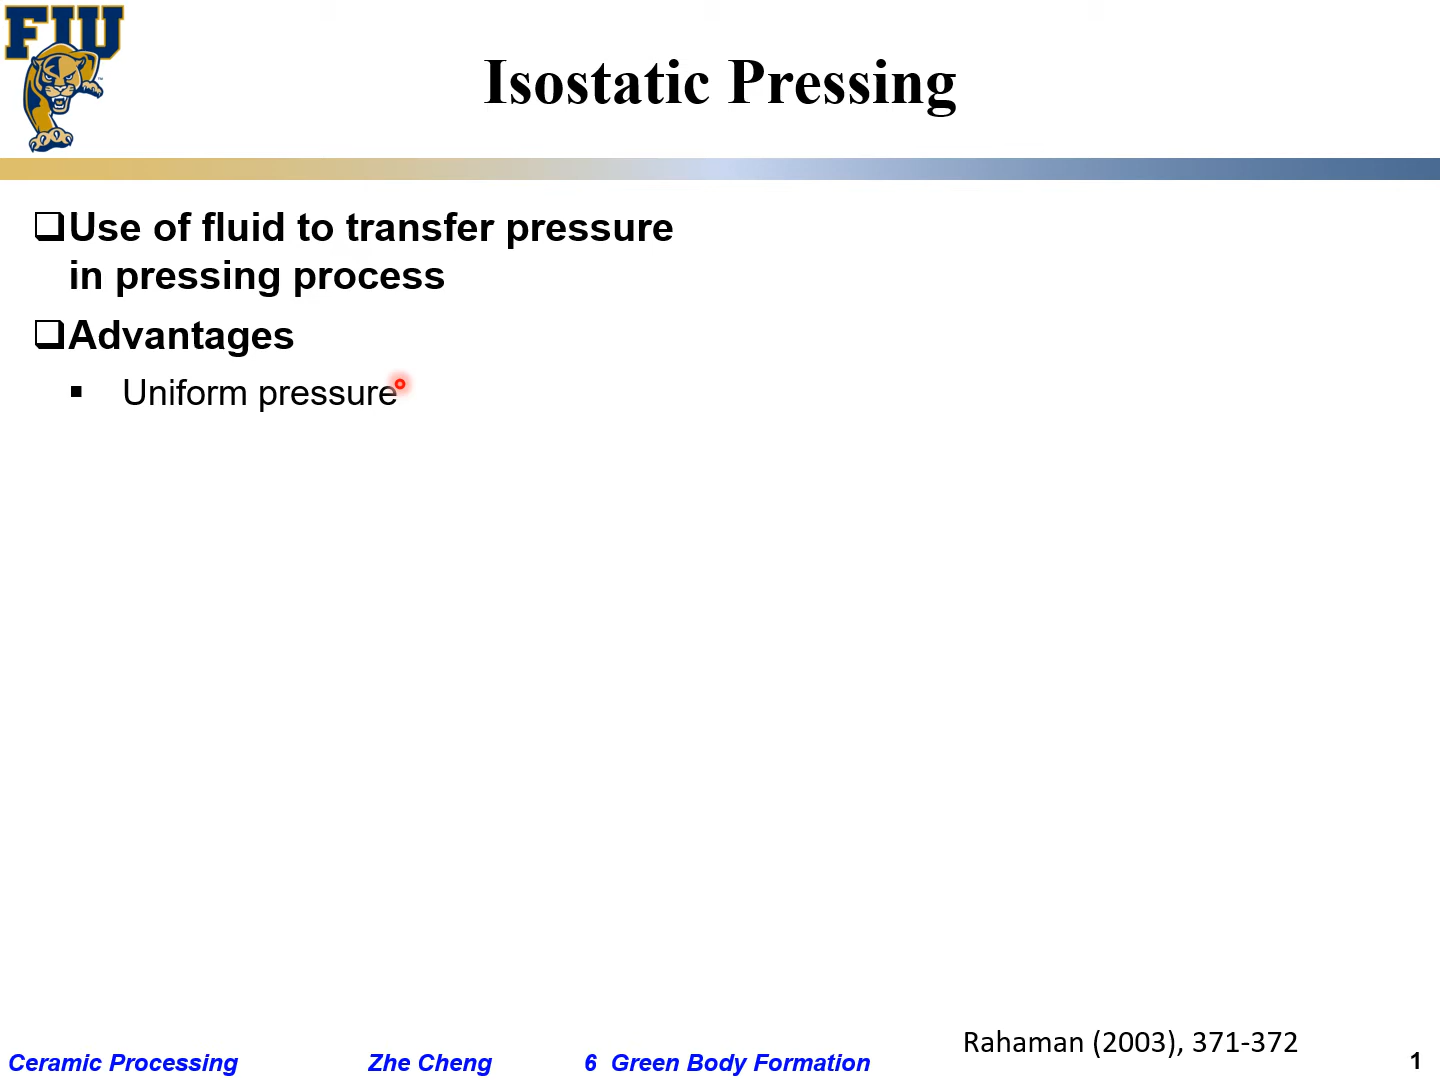 FIU
Isostatic Pressing
❑Use of fluid to transfer pressure
in pressing process
❑Advantages
▪ Uniform pressure
Rahaman (2003), 371-372
Ceramic Processing Zhe Cheng 6 Green Body Formation 1